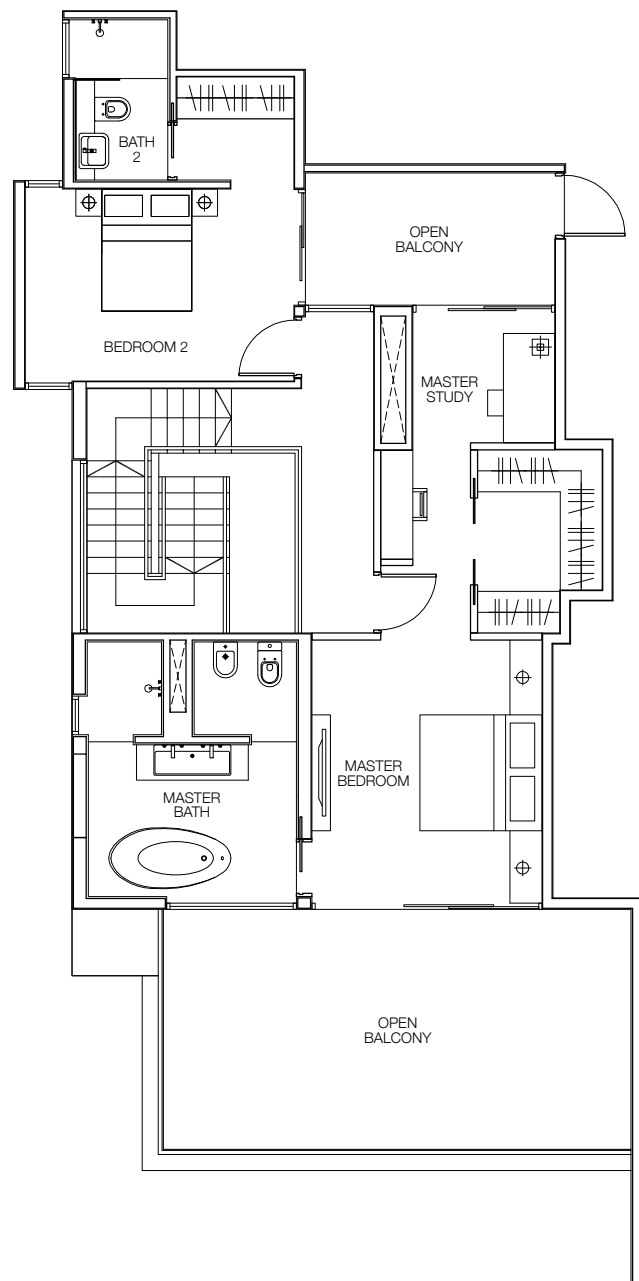 BATH
2
OPEN
BALCONY
BEDROOM 2
MASTER
STUDY
MASTER
BEDROOM
MASTER
BATH
OPEN
BALCONY